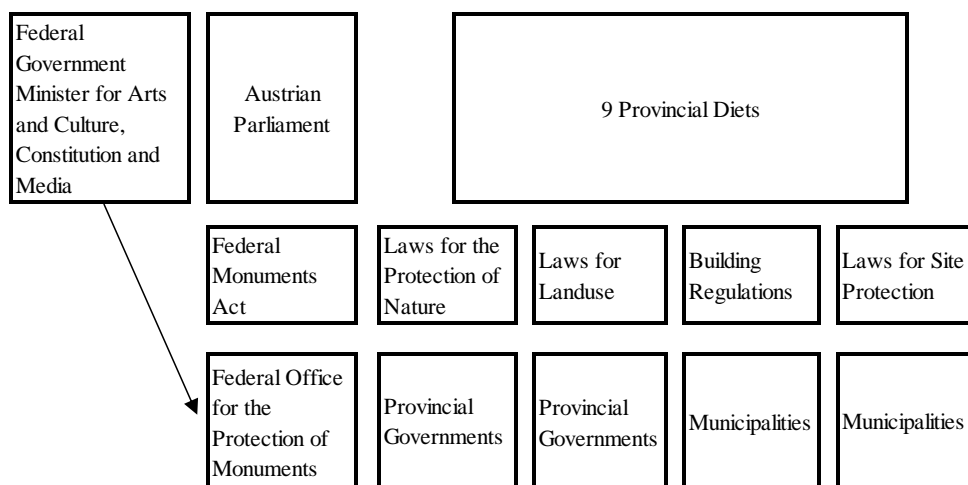 Federal
Government
Minister for Arts
and Culture,
Constitution and
Media
Austrian
Parliament
9 Provincial Diets
Federal
Monuments
Act
Laws for the
Protection of
Nature
Laws for
Landuse
Building
Regulations
Laws for Site
Protection
Federal Office
for the
Protection of
Monuments
Provincial
Governments
Provincial
Governments
Municipalities
Municipalities